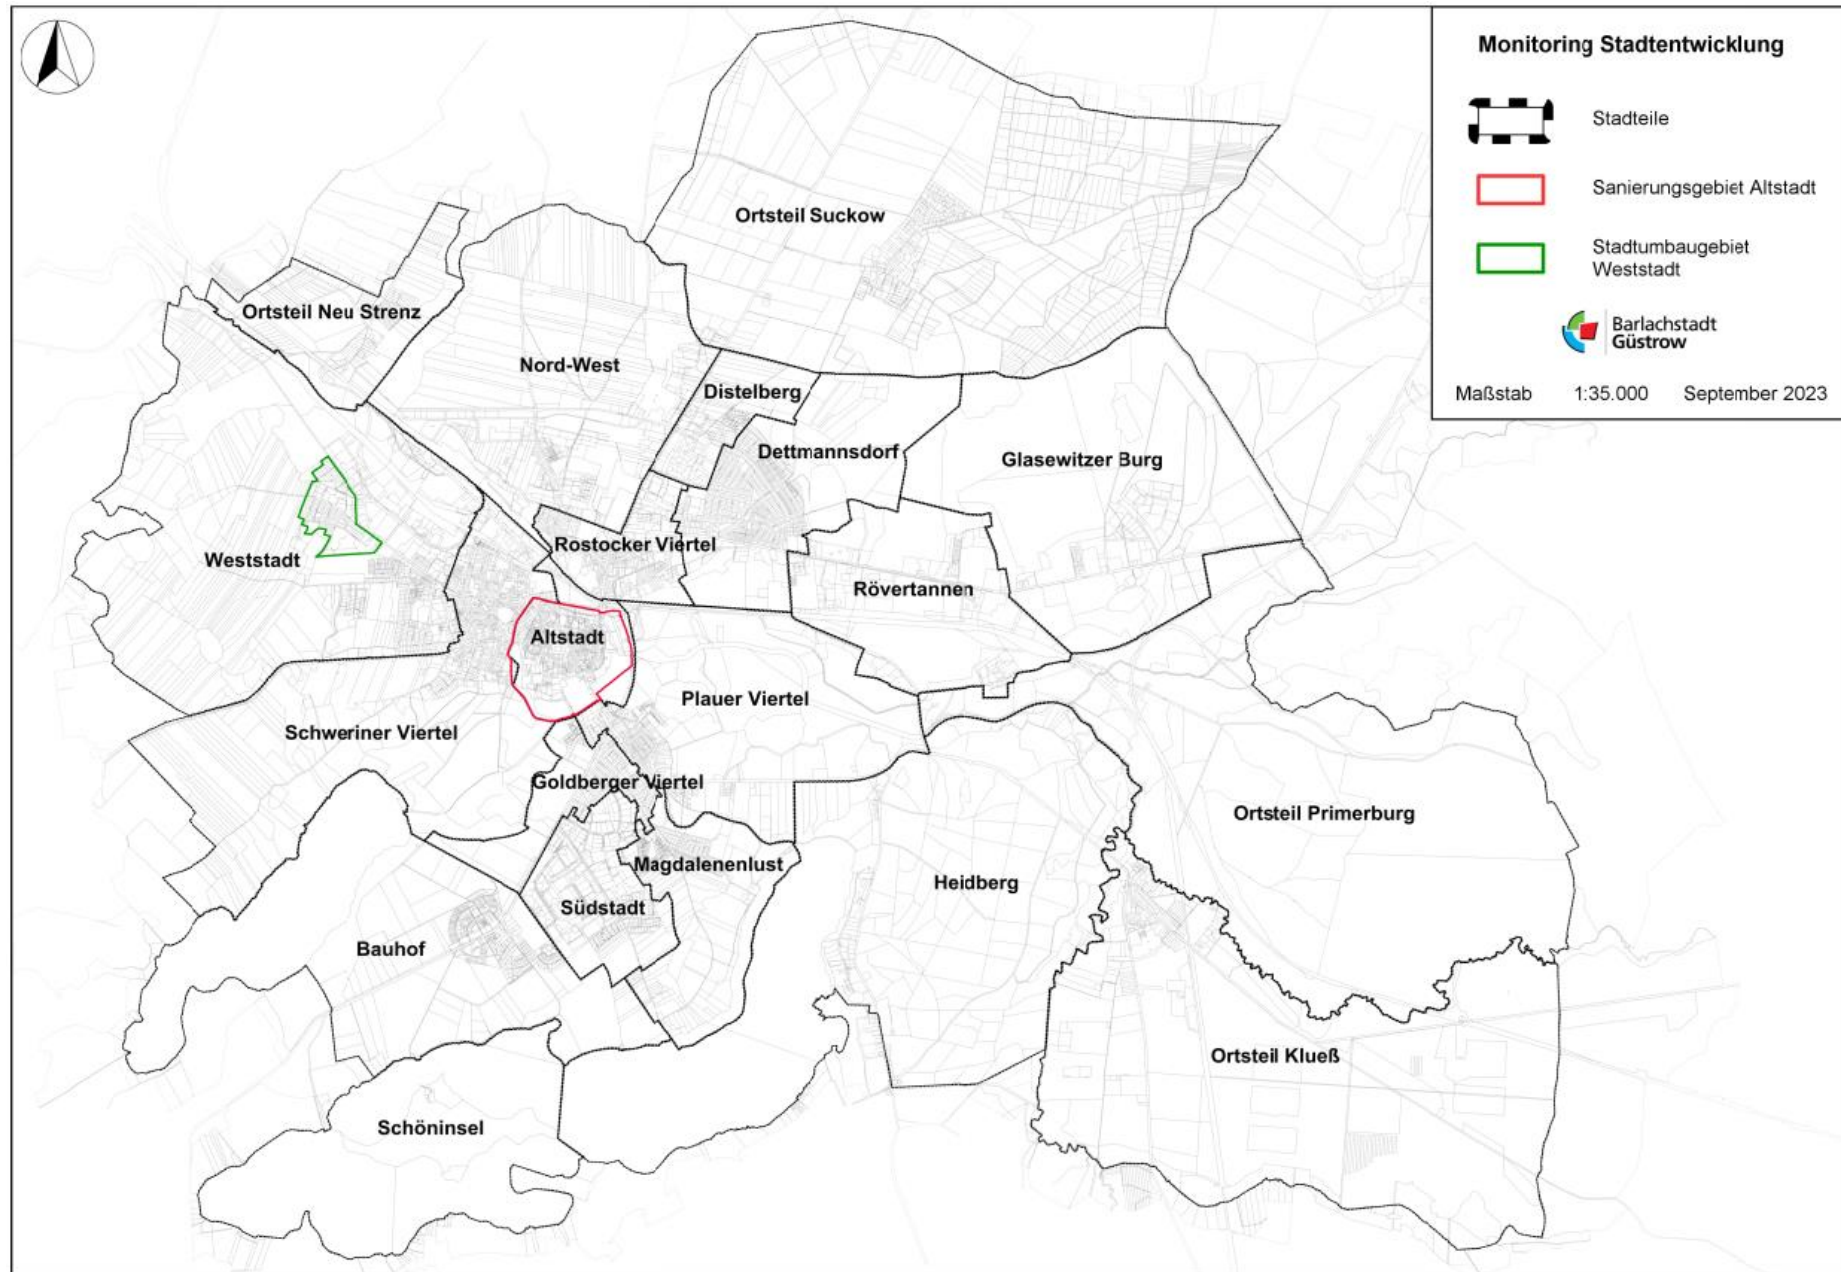 Monitoring Stadtentwicklung
Stadteile
Sanierungsgebiet Altstadt
Stadtumbaugebiet
Weststadt
Barlachstadt
Güstrow
Maßstab 1:35.000 September 2023
Ortsteil Suckow
Ortsteil Neu Strenz
Nord-West
Distelberg
Dettmannsdorf
Glasewitzer Burg
Rostocker Viertel
Weststadt
Rövertannen
Altstadt
Plauer Viertel
Schweriner Viertel
Goldberger Viertel
Ortsteil Primerburg
Magdalenenlust
Heidberg
Südstadt
Bauhof
Ortsteil Klueß
Schöninsel